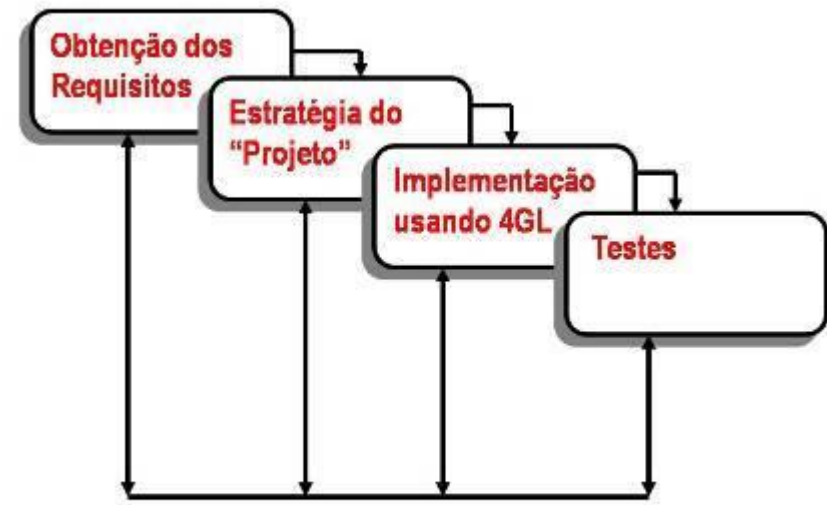 Obtenção dos
Requisitos
Estratégia do
“Projeto”
Implementação
usando 4GL
Testes